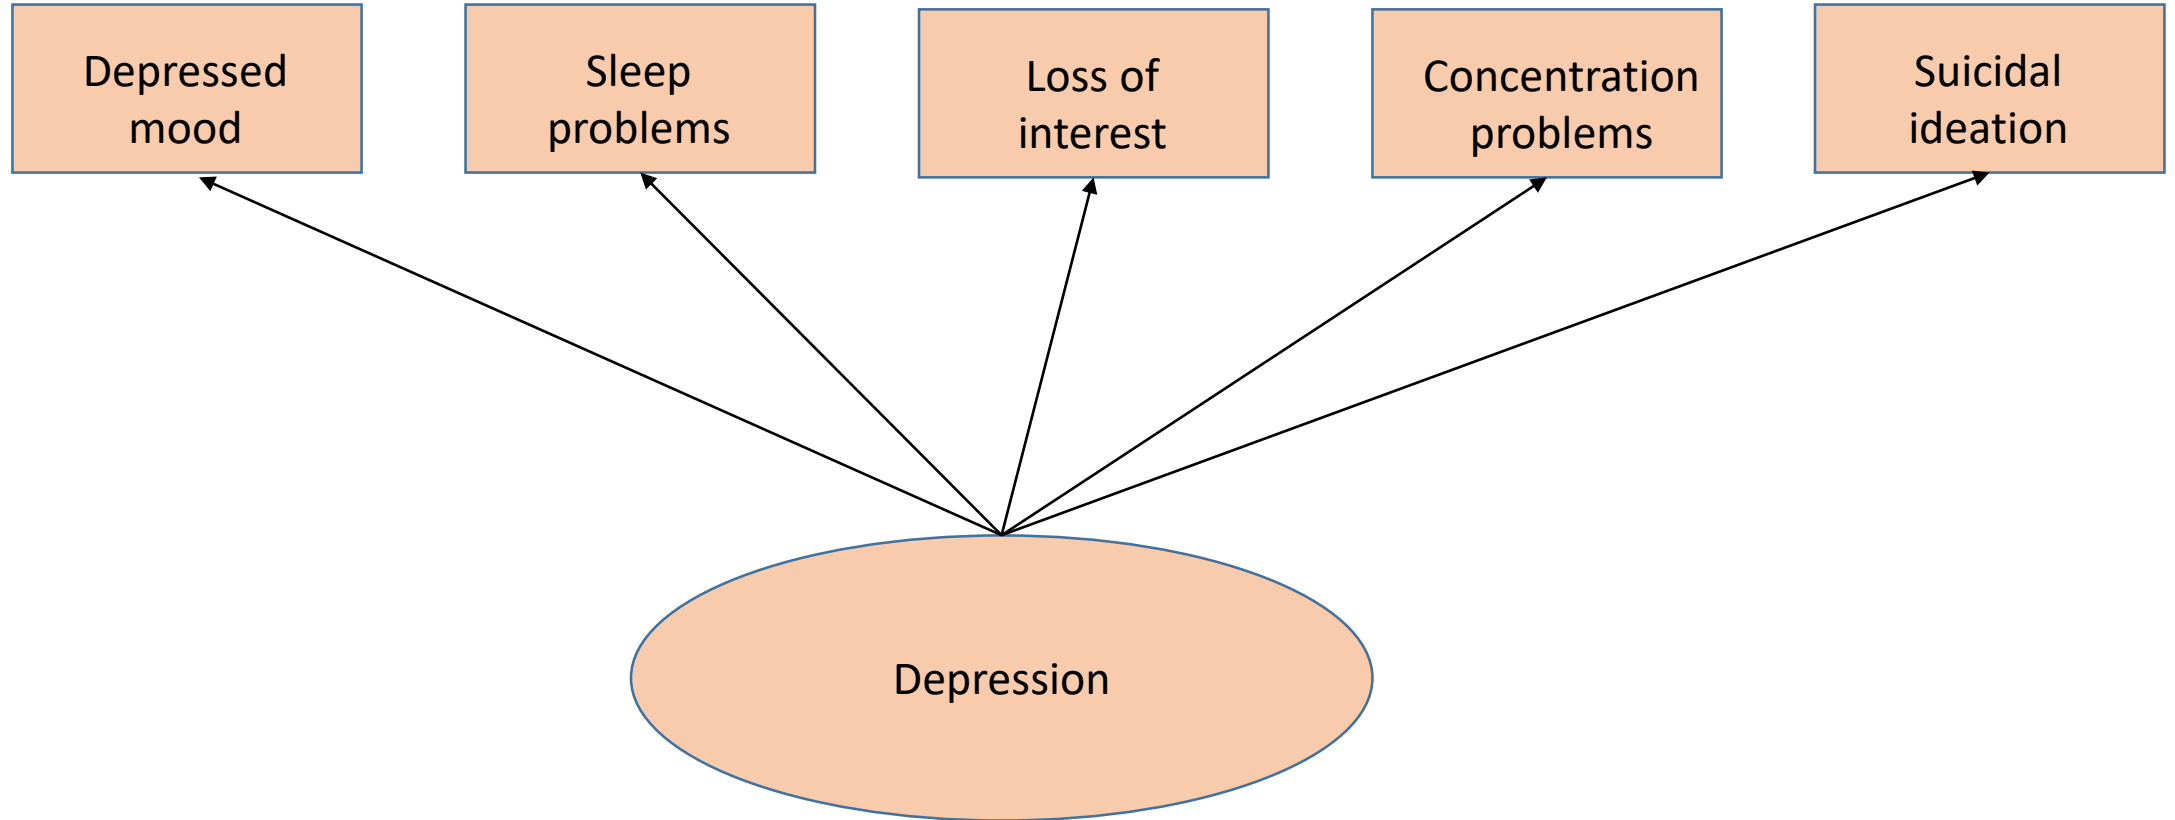 Depressed
mood
Sleep
problems
Loss of
interest
Concentration
problems
Suicidal
ideation
Depression